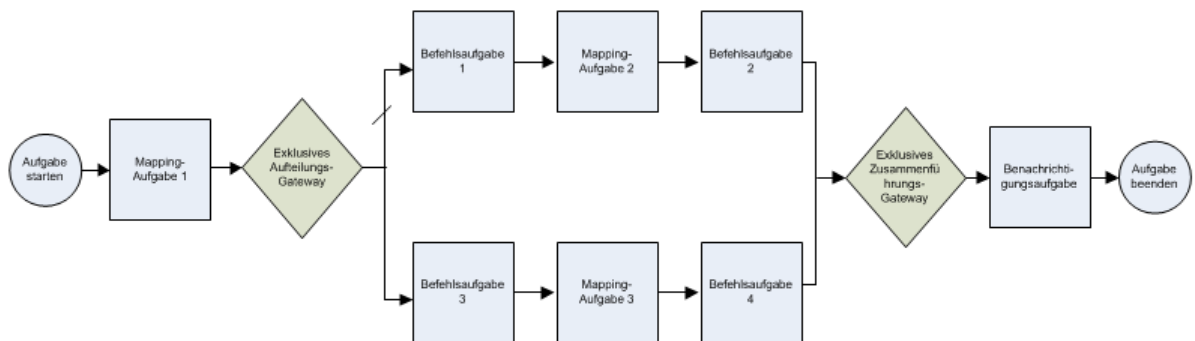 Aufgabe
starten
Mapping-
Aufgabe 1
Exklusives
Aufteilungs-
Gateway
Befehlsaufgabe
1
Mapping-
Aufgabe 2
Befehlsaufgabe
2
Befehlsaufgabe
3
Mapping-
Aufgabe 3
Befehlsaufgabe
4
Exklusives
Zusammenfü
hrungs-
Gateway
Benachrichti-
gungsaufgabe
Aufgabe
beenden